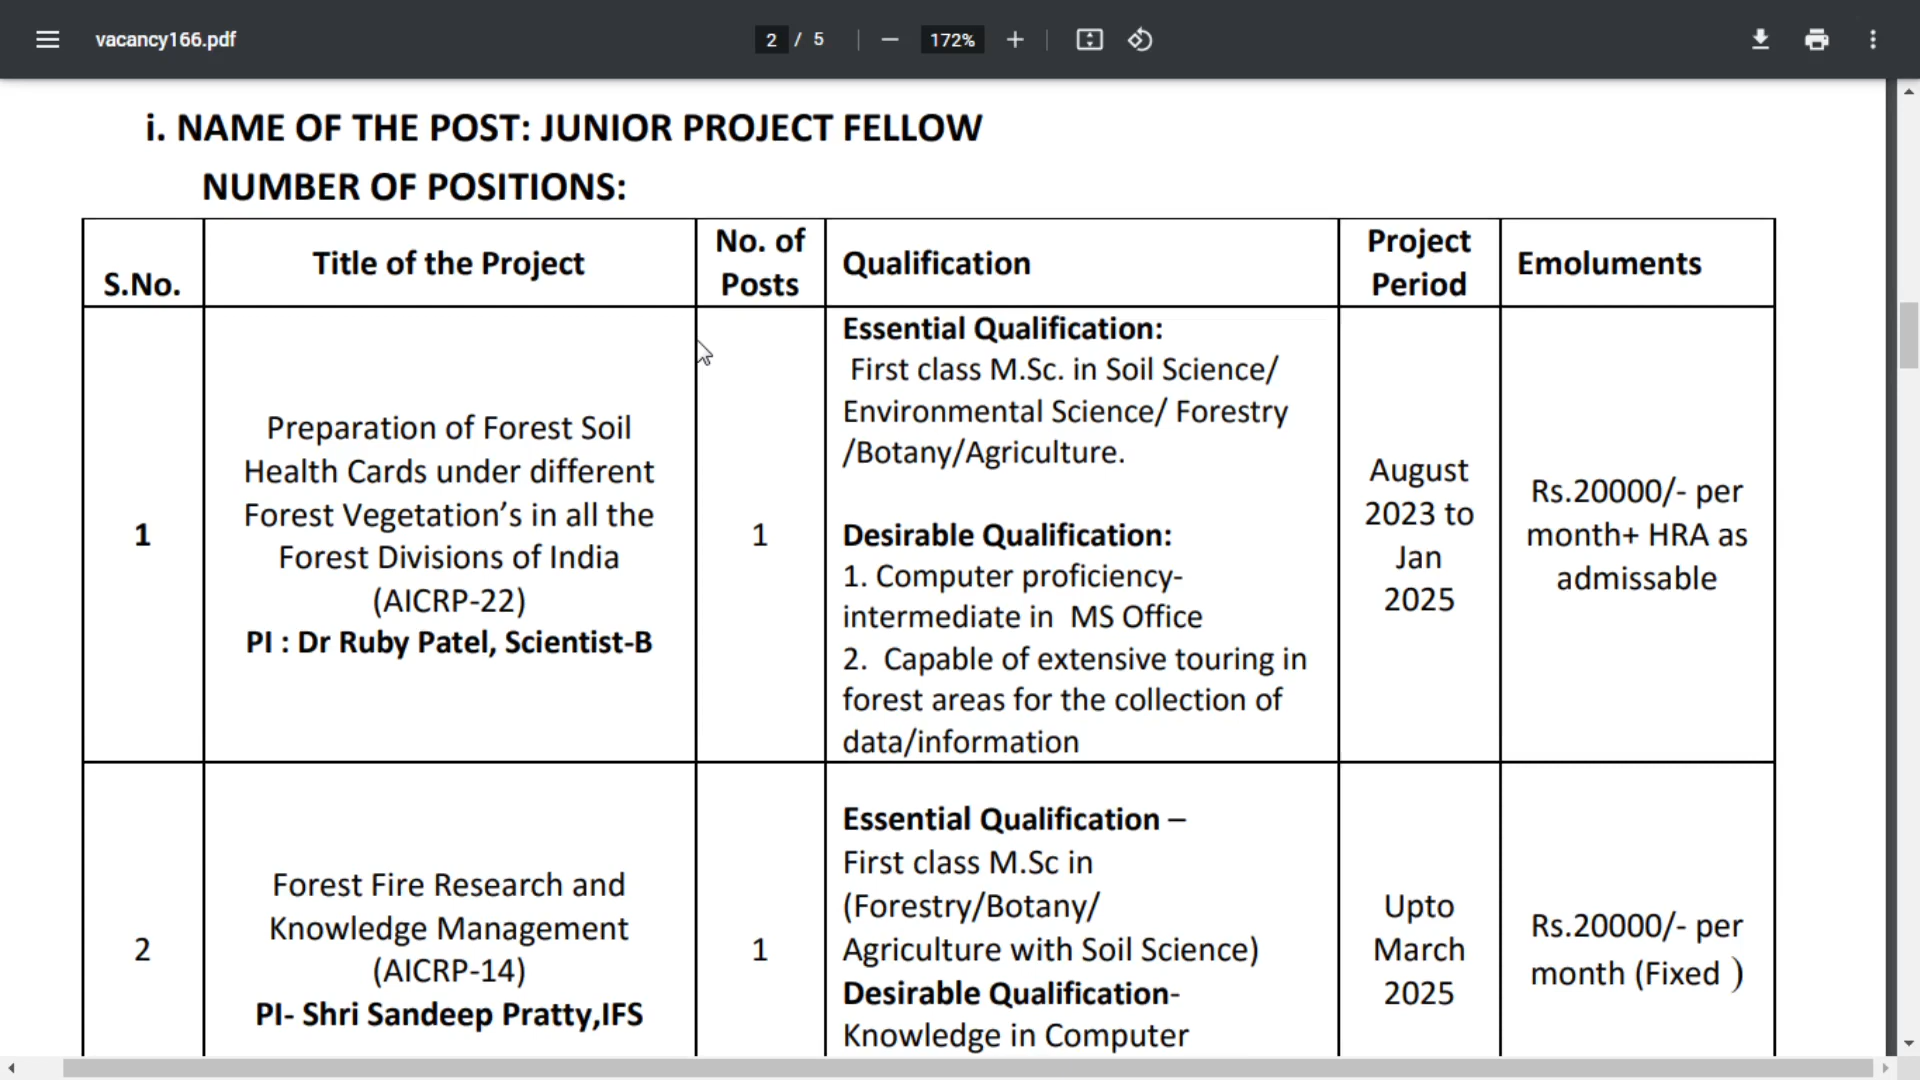 vacancy166.pdf
2 / 5
172%
i. NAME OF THE POST: JUNIOR PROJECT FELLOW
NUMBER OF POSITIONS:
S.No.
Title of the Project
No. of
Posts
Qualification
Project
Period
Emoluments
1
Preparation of Forest Soil
Health Cards under different
Forest Vegetation’s in all the
Forest Divisions of India
(AICRP-22)
PI : Dr Ruby Patel, Scientist-B
1
Essential Qualification:
First class M.Sc. in Soil Science/
Environmental Science/ Forestry
/Botany/Agriculture.
Desirable Qualification:
1. Computer proficiency-
intermediate in MS Office
2. Capable of extensive touring in
forest areas for the collection of
data/information
August
2023 to
Jan
2025
Rs.20000/- per
month+ HRA as
admissable
2
Forest Fire Research and
Knowledge Management
(AICRP-14)
PI- Shri Sandeep Pratty,IFS
1
Essential Qualification –
First class M.Sc in
(Forestry/Botany/
Agriculture with Soil Science)
Desirable Qualification-
Knowledge in Computer
Upto
March
2025
Rs.20000/- per
month (Fixed )